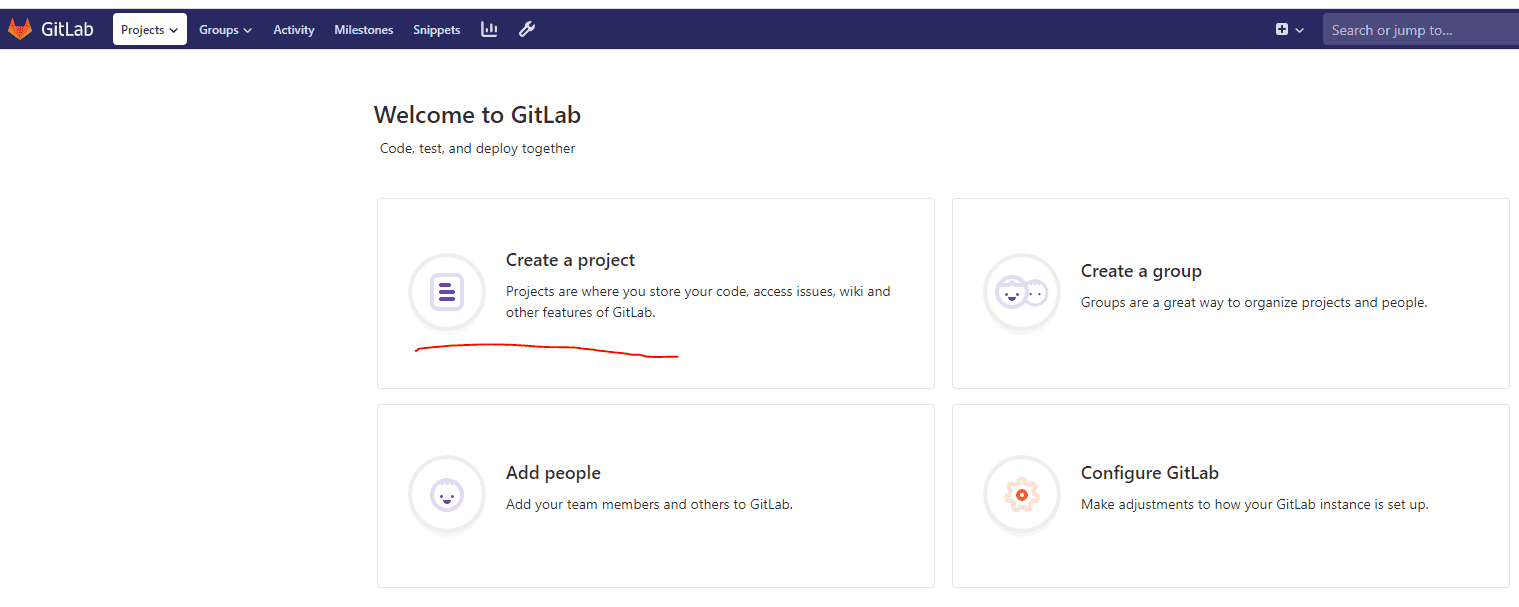 GitLab Projects Groups Activity Milestones Snippets Search or jump to...
Welcome to GitLab
Code, test, and deploy together
Create a project
Projects are where you store your code, access issues, wiki and
other features of GitLab.
Create a group
Groups are a great way to organize projects and people.
Add people
Add your team members and others to GitLab.
Configure GitLab
Make adjustments to how your GitLab instance is set up.